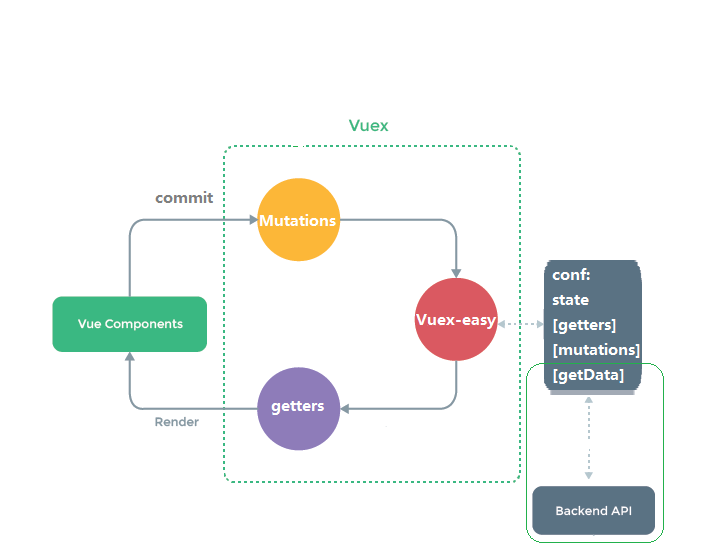 Vuex
commit
Mutations
conf:
state
[getters]
[mutations]
[getData]
Vuex-easy
Vue Components
getters
Render
Backend API